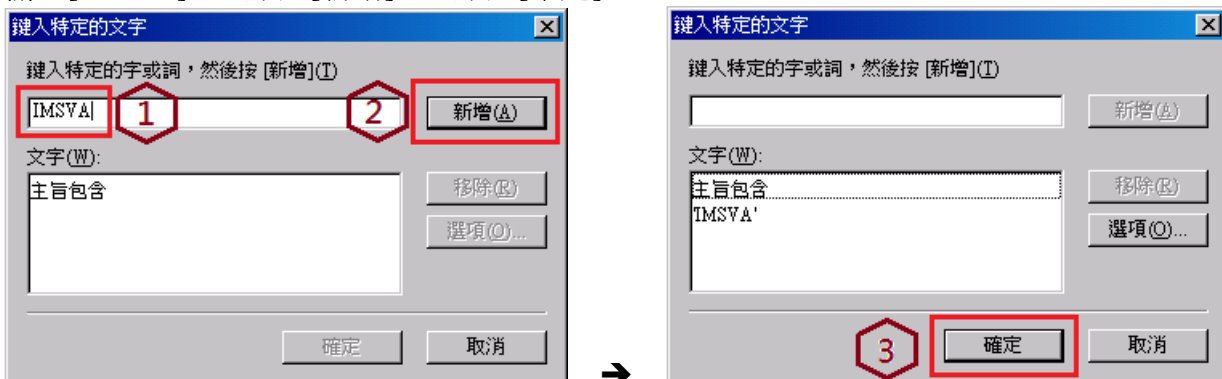 鍵入特定的文字
鍵入特定的字或詞,然後按 [新增](T)
IMSVA
1
2
新增(A)
文字(W):
主旨包含
移除(R)
選項(O)...
確定
取消
➔
鍵入特定的文字
鍵入特定的字或詞,然後按 [新增](T)
新增(A)
文字(W):
主旨包含
'IMSVA'
移除(R)
選項(O)...
3
確定
取消